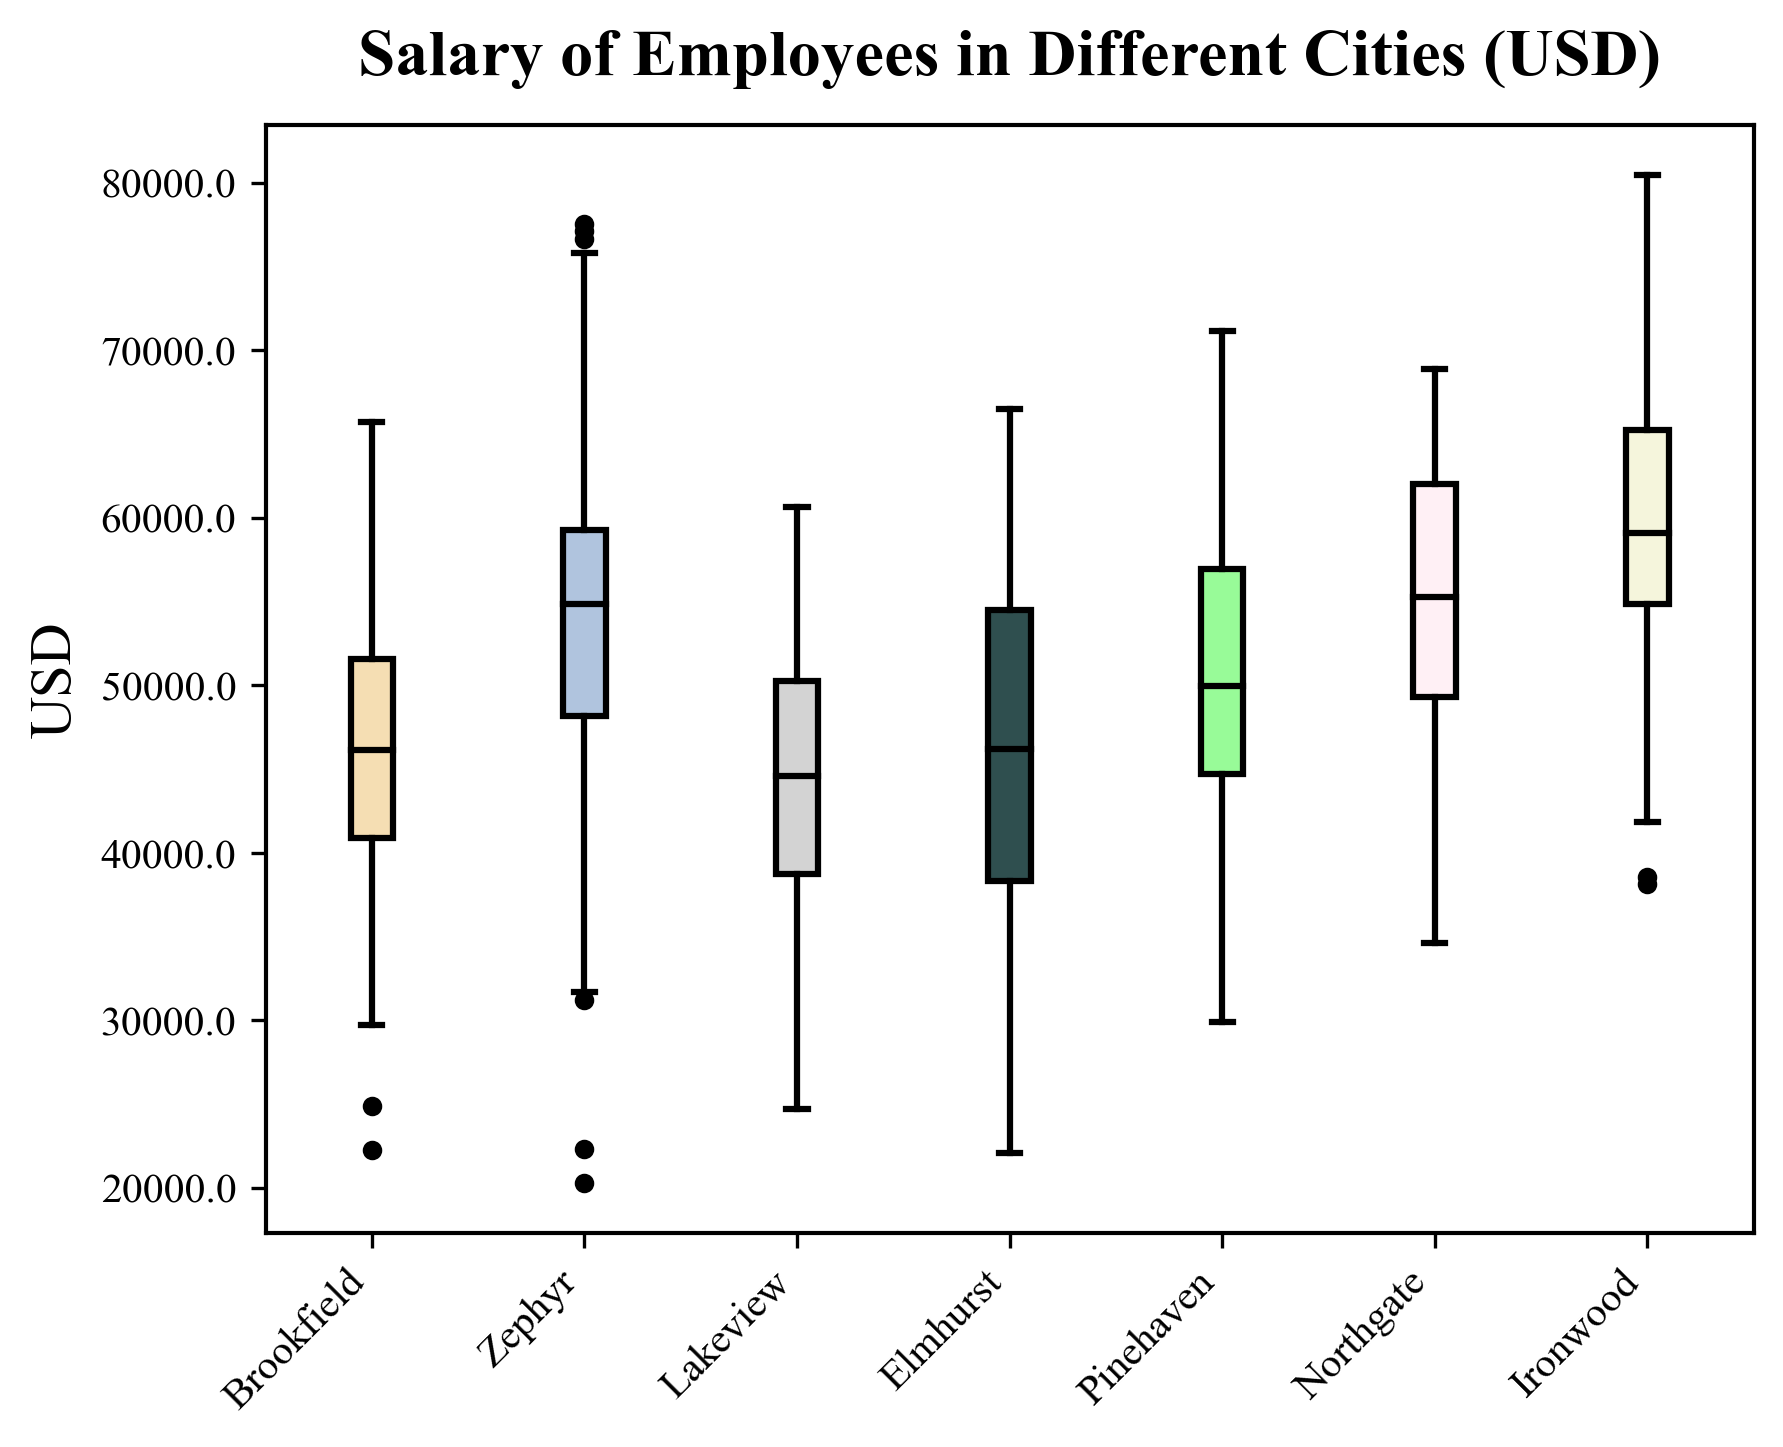 Salary of Employees in Different Cities (USD)
USD
80000.0
70000.0
60000.0
50000.0
40000.0
30000.0
20000.0
Brookfield
Zephyr
Lakeview
Elmhurst
Pinehaven
Northgate
Ironwood